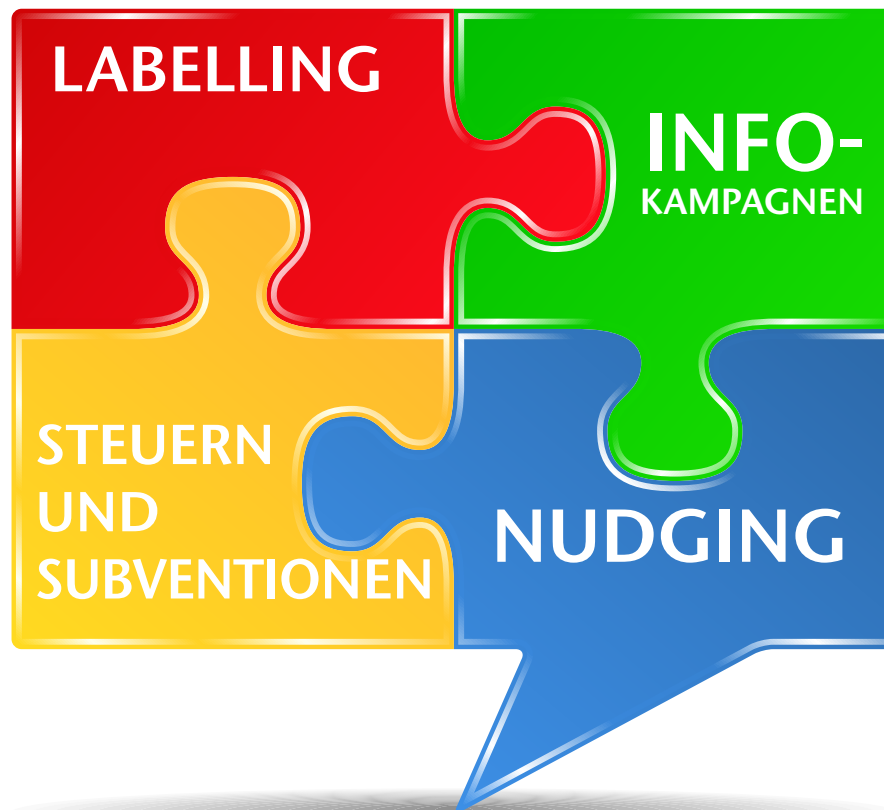 LABELLING
INFO-
KAMPAGNEN
STEUERN
UND
SUBVENTIONEN
NUDGING